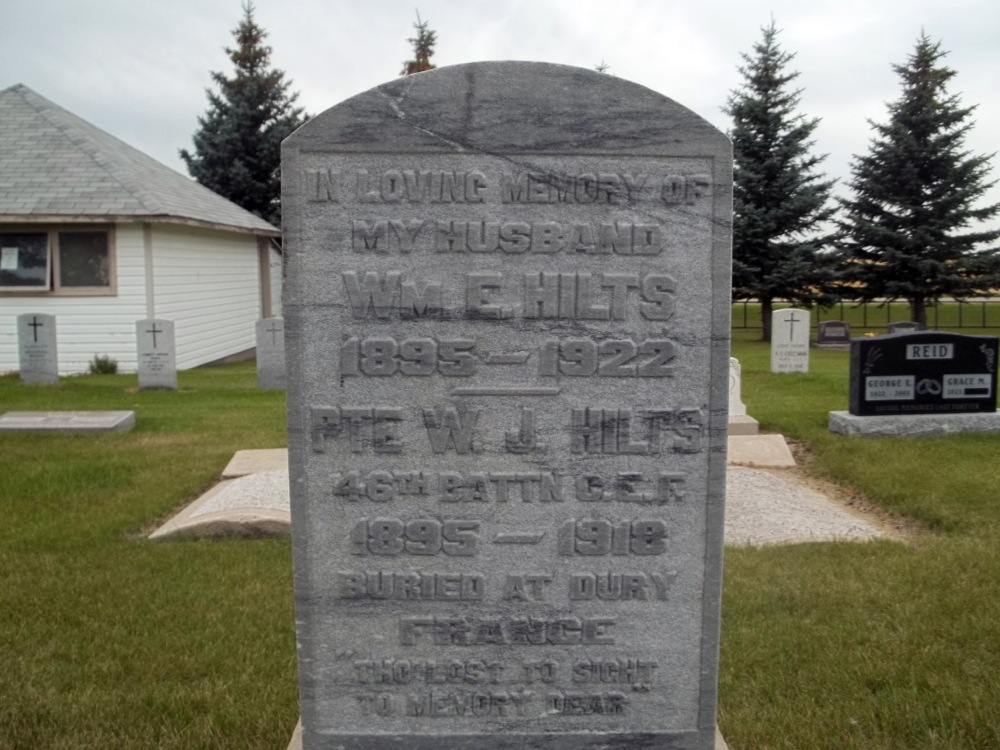 IN LOVING MEMORY OF
MY HUSBAND
WM. E. HILTS
1895 — 1922
PTE W. J. HILTS
46TH BATTN C.E.F.
1895 — 1918
BURIED AT DURY
FRANCE
"THO' LOST TO SIGHT
TO MEMORY DEAR"
REID
GEORGE E.
GRACE M.